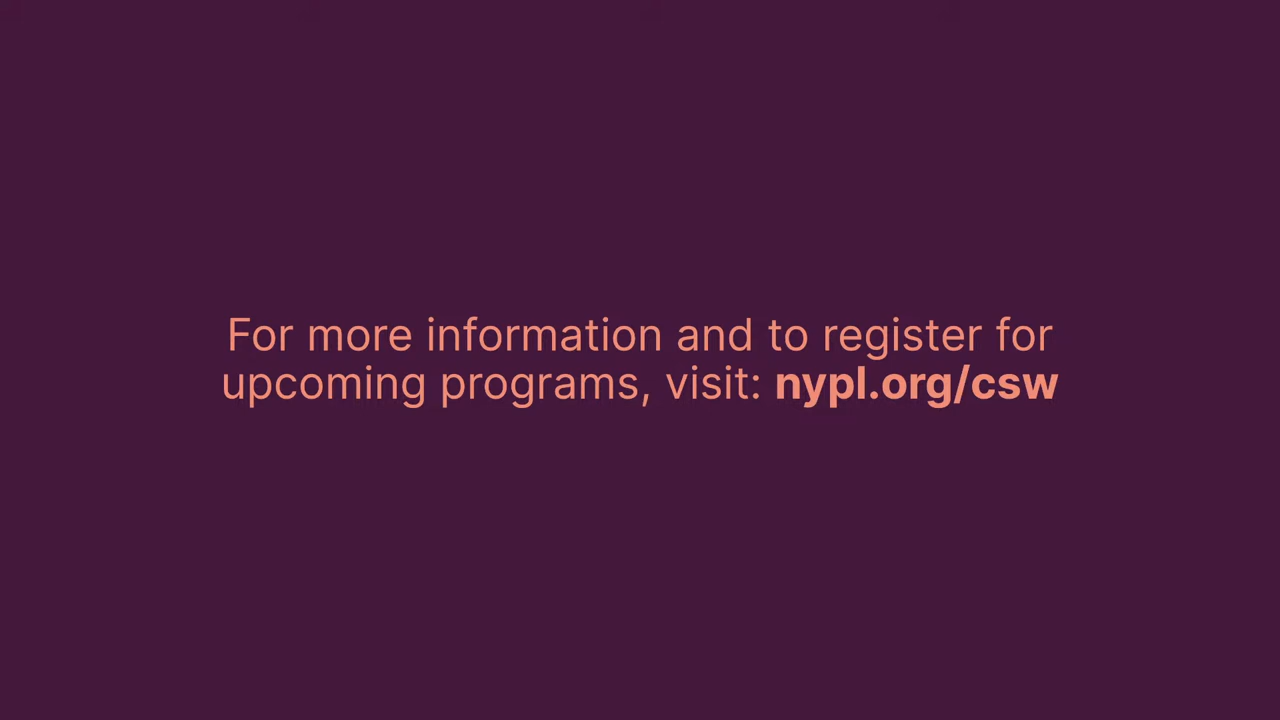 For more information and to register for
upcoming programs, visit: nypl.org/csw